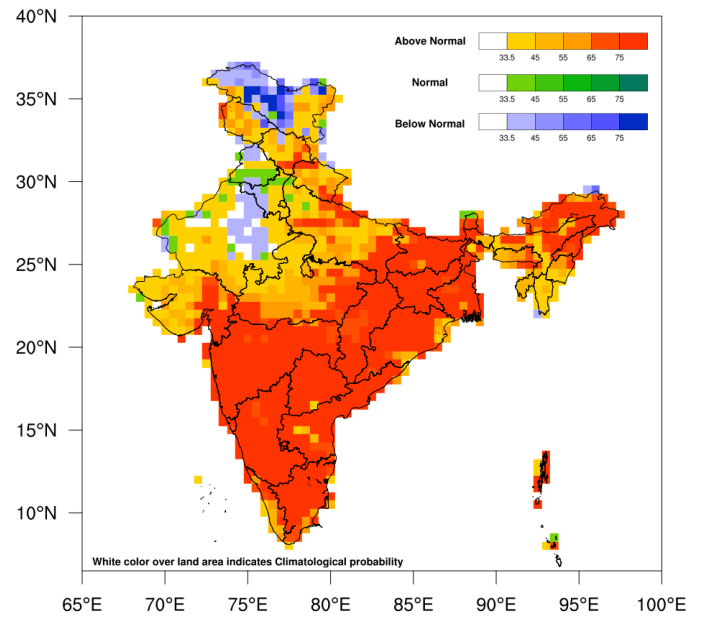 40°N
Above Normal
33.5 45 55 65 75
35°N
Normal
33.5 45 55 65 75
Below Normal
33.5 45 55 65 75
30°N
25°N
20°N
15°N
10°N
White color over land area indicates Climatological probability
65°E 70°E 75°E 80°E 85°E 90°E 95°E 100°E